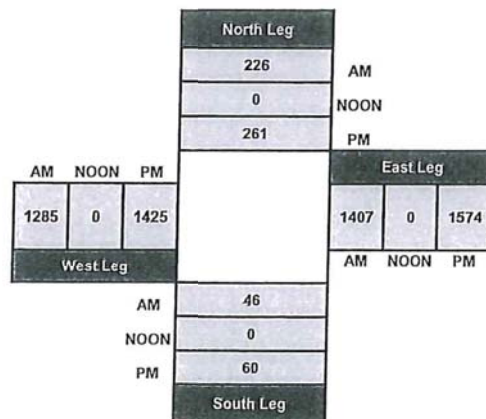 North Leg
226 AM
0 NOON
261 PM
AM NOON PM
East Leg
1285 0 1425
1407 0 1574
West Leg
AM NOON PM
AM 46
NOON 0
PM 60
South Leg